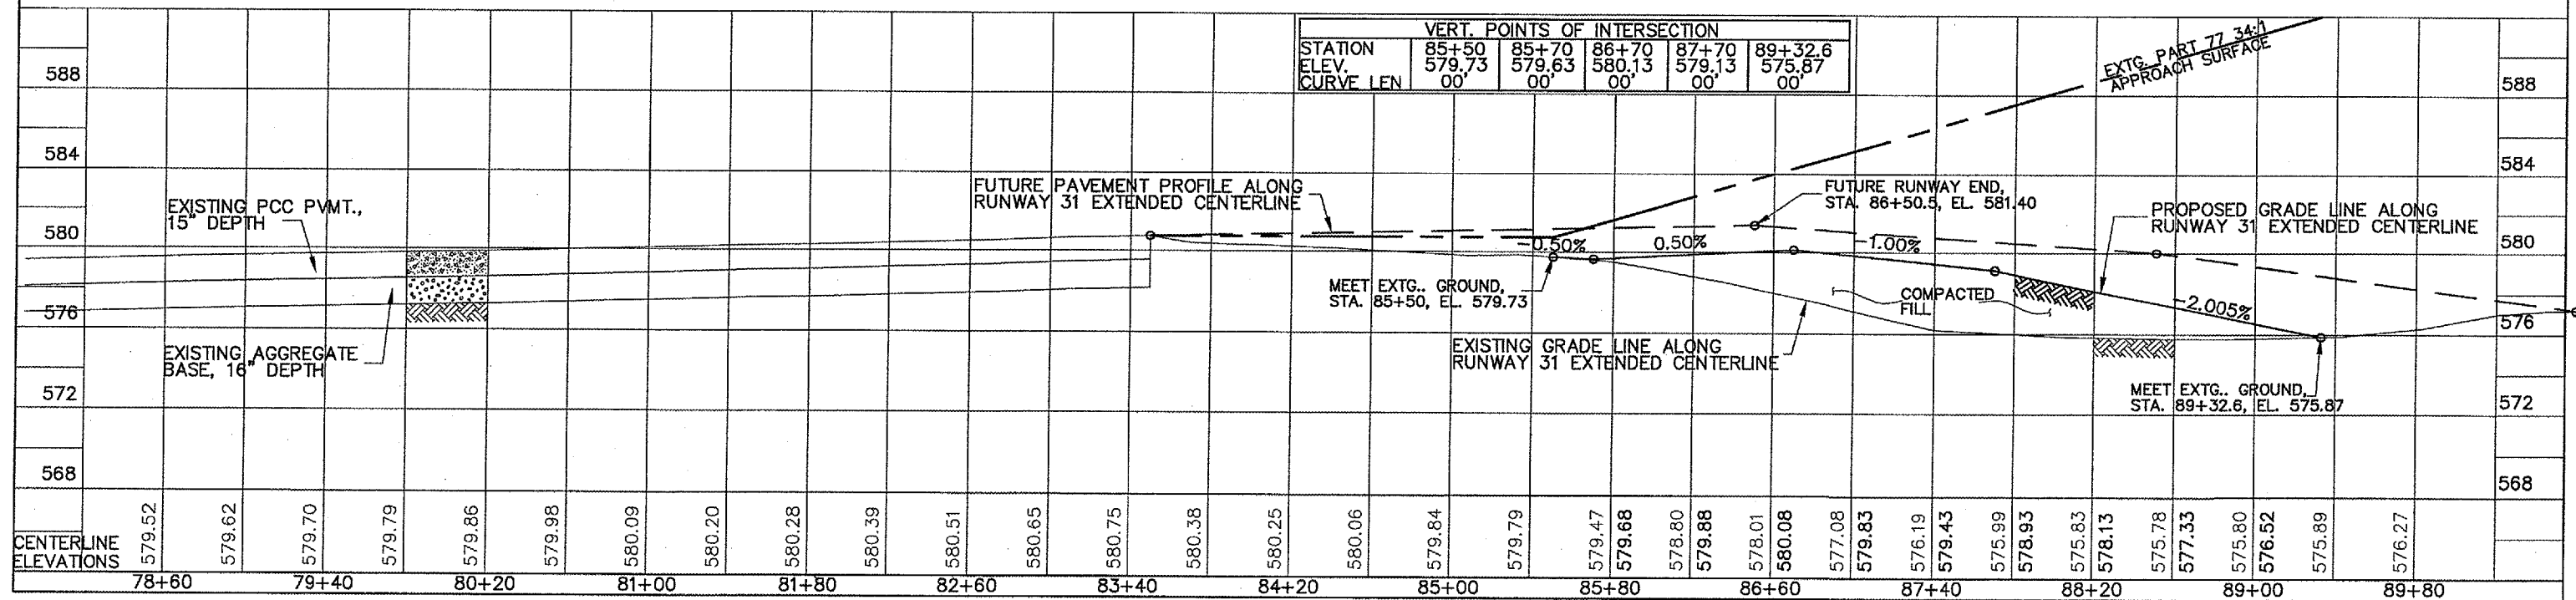 VERT. POINTS OF INTERSECTION
STATION 85+50 85+70 86+70 87+70 89+32.6
ELEV. 579.73 579.63 580.13 579.13 575.87
CURVE LEN 00' 00' 00' 00' 00'
EXTG. PART 77 34:1
APPROACH SURFACE
588 588
584 584
EXISTING PCC PVMT.,
15" DEPTH
FUTURE PAVEMENT PROFILE ALONG
RUNWAY 31 EXTENDED CENTERLINE
FUTURE RUNWAY END,
STA. 86+50.5, EL. 581.40
PROPOSED GRADE LINE ALONG
RUNWAY 31 EXTENDED CENTERLINE
580 580
-0.50% 0.50% -1.00%
MEET EXTG.. GROUND,
STA. 85+50, EL. 579.73
COMPACTED
FILL
-2.005%
576 576
EXISTING AGGREGATE
BASE, 16" DEPTH
EXISTING GRADE LINE ALONG
RUNWAY 31 EXTENDED CENTERLINE
MEET EXTG.. GROUND,
STA. 89+32.6, EL. 575.87
572 572
568 568
CENTERLINE
ELEVATIONS
579.52 579.62 579.70 579.79 579.86 579.98 580.09 580.20 580.28 580.39 580.51 580.65 580.75 580.38 580.25 580.06 579.84 579.79 579.47 579.68 578.80 579.88 578.01 580.08 577.08 579.83 576.19 579.43 575.99 578.93 575.83 578.13 575.78 577.33 575.80 576.52 575.89 576.27
78+60 79+40 80+20 81+00 81+80 82+60 83+40 84+20 85+00 85+80 86+60 87+40 88+20 89+00 89+80